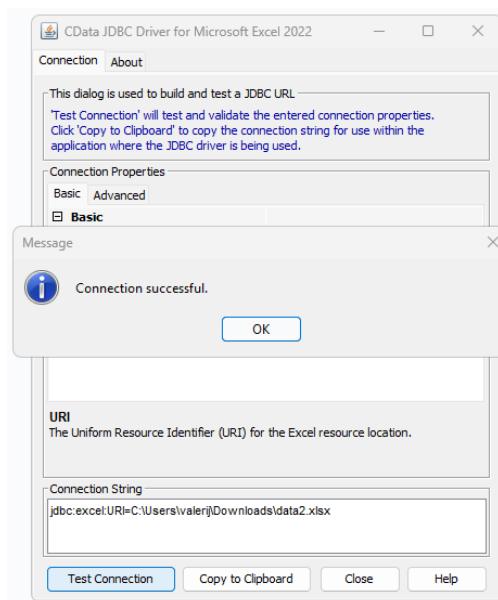 CData JDBC Driver for Microsoft Excel 2022
Connection About
This dialog is used to build and test a JDBC URL
'Test Connection' will test and validate the entered connection properties.
Click 'Copy to Clipboard' to copy the connection string for use within the
application where the JDBC driver is being used.
Connection Properties
Basic Advanced
Basic
Message
Connection successful.
OK
URI
The Uniform Resource Identifier (URI) for the Excel resource location.
Connection String
jdbc:excel:URI=C:\Users\valerij\Downloads\data2.xlsx
Test Connection Copy to Clipboard Close Help